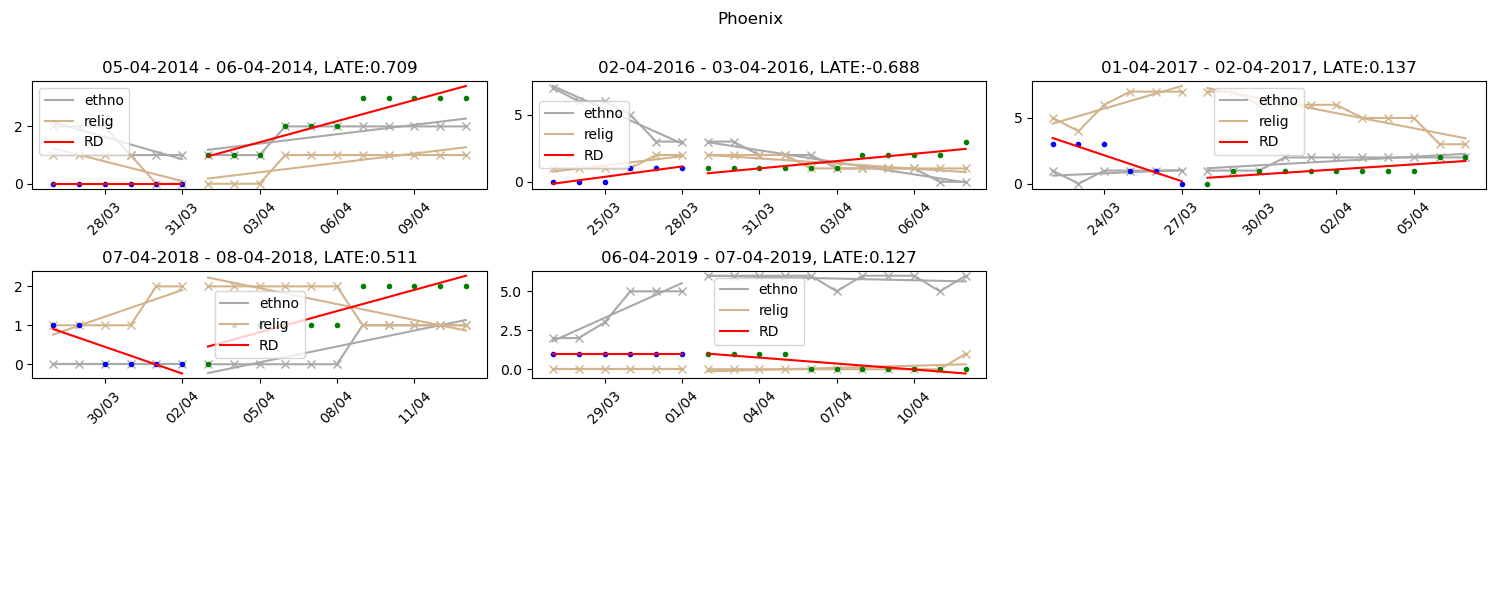 Phoenix
05-04-2014 - 06-04-2014, LATE:0.709
ethno
relig
RD
2
0
28/03
31/03
03/04
06/04
09/04
02-04-2016 - 03-04-2016, LATE:-0.688
ethno
relig
RD
5
0
25/03
28/03
31/03
03/04
06/04
01-04-2017 - 02-04-2017, LATE:0.137
ethno
relig
RD
5
0
24/03
27/03
30/03
02/04
05/04
07-04-2018 - 08-04-2018, LATE:0.511
ethno
relig
RD
2
1
0
30/03
02/04
05/04
08/04
11/04
06-04-2019 - 07-04-2019, LATE:0.127
ethno
relig
RD
5.0
2.5
0.0
29/03
01/04
04/04
07/04
10/04